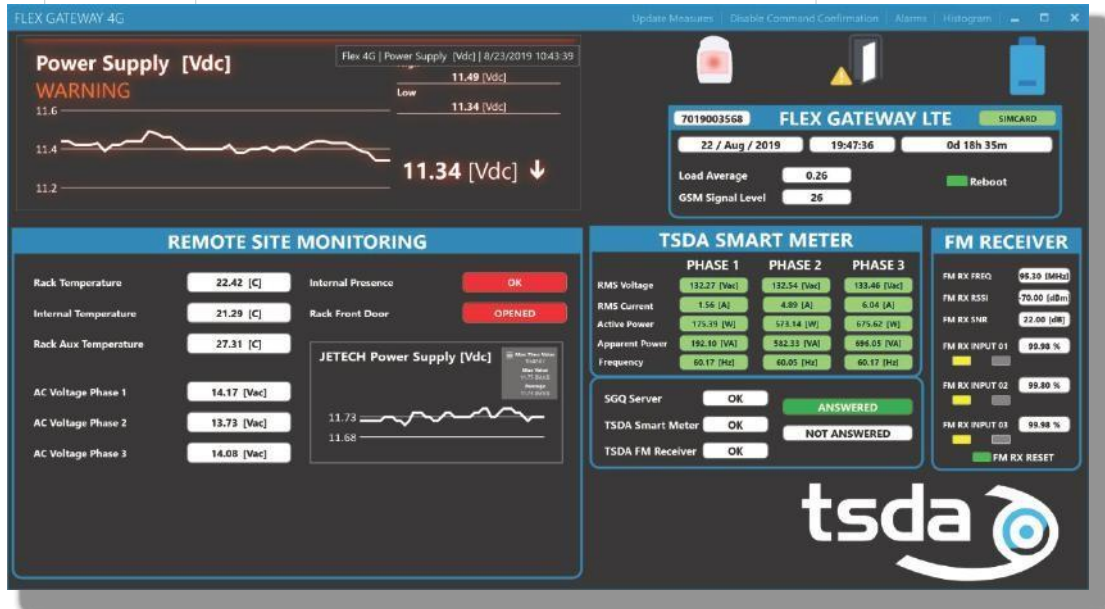 FLEX GATEWAY 4G
Update Measures | Disable Command Confirmation | Alarms | Histogram
Power Supply [Vdc]
Flex 4G | Power Supply [Vdc] | 8/23/2019 10:43:39
WARNING
11.49 [Vdc]
Low
11.34 [Vdc]
11.6
11.4
11.2
11.34 [Vdc]
7019003568 FLEX GATEWAY LTE SIMCARD
22 / Aug / 2019 19:47:36 0d 18h 35m
Load Average 0.26
Reboot
GSM Signal Level 26
REMOTE SITE MONITORING
Rack Temperature 22.42 [C] Internal Presence OK
Internal Temperature 21.29 [C] Rack Front Door OPENED
Rack Aux Temperature 27.31 [C]
AC Voltage Phase 1 14.17 [Vac]
AC Voltage Phase 2 13.73 [Vac]
AC Voltage Phase 3 14.08 [Vac]
JETECH Power Supply [Vdc]
Max Value
Average
11.73
11.68
TSDA SMART METER
PHASE 1 PHASE 2 PHASE 3
RMS Voltage 132.27 [Vac] 132.54 [Vac] 133.46 [Vac]
RMS Current 1.56 [A] 4.89 [A] 6.04 [A]
Active Power 175.39 [W] 573.14 [W] 675.62 [W]
Apparent Power 192.10 [VA] 582.33 [VA] 696.05 [VA]
Frequency 60.17 [Hz] 60.05 [Hz] 60.17 [Hz]
SGQ Server OK
ANSWERED
TSDA Smart Meter OK
NOT ANSWERED
TSDA FM Receiver OK
FM RECEIVER
FM RX FREQ 95.30 [MHz]
FM RX RSSI -70.00 [dBm]
FM RX SNR 22.00 [dB]
FM RX INPUT 01 99.98 %
FM RX INPUT 02 99.80 %
FM RX INPUT 03 99.98 %
FM RX RESET
tsda